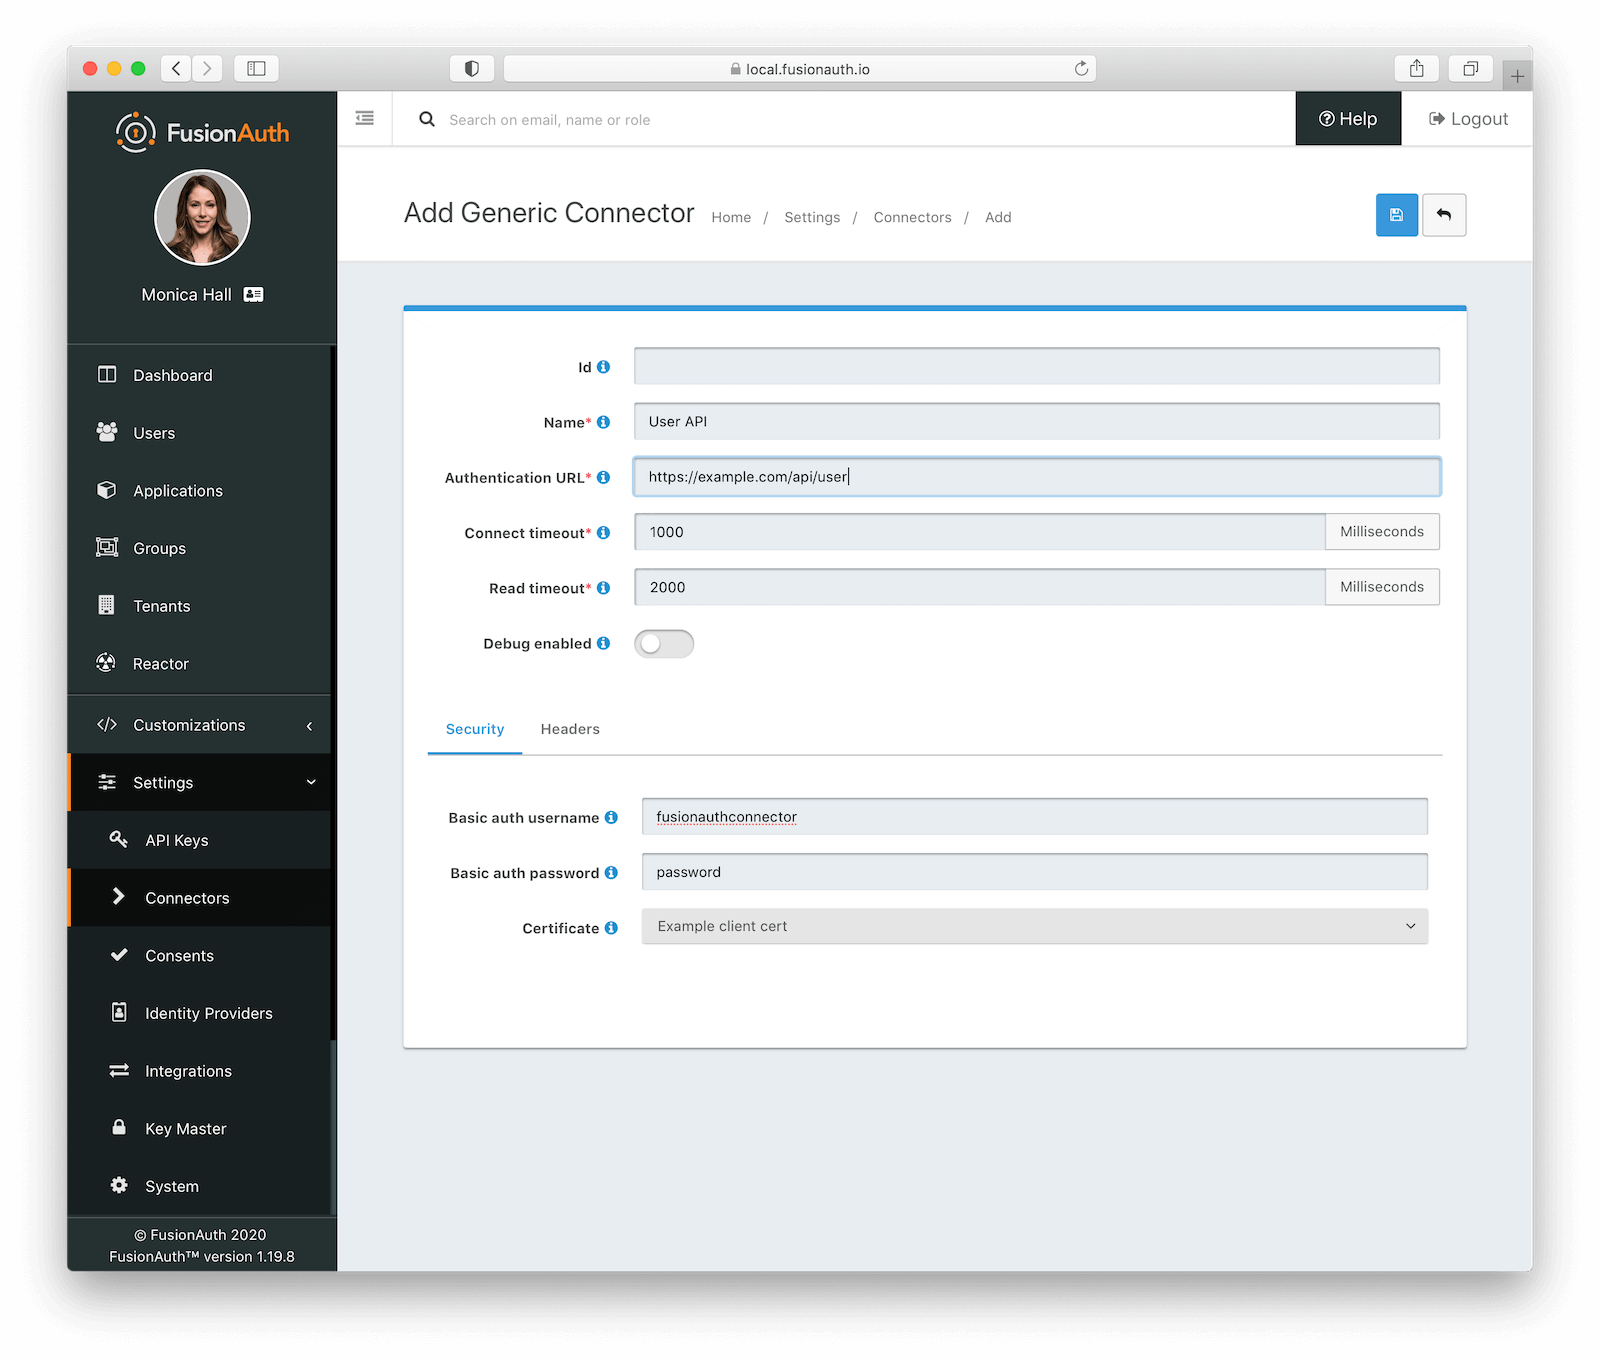 local.fusionauth.io
FusionAuth
Search on email, name or role
Help
Logout
Monica Hall
Add Generic Connector
Home / Settings / Connectors / Add
Dashboard
Users
Applications
Groups
Tenants
Reactor
Customizations
Settings
API Keys
Connectors
Consents
Identity Providers
Integrations
Key Master
System
© FusionAuth 2020
FusionAuth™ version 1.19.8
Id
Name* User API
Authentication URL* https://example.com/api/user
Connect timeout* 1000 Milliseconds
Read timeout* 2000 Milliseconds
Debug enabled
Security Headers
Basic auth username fusionauthconnector
Basic auth password password
Certificate Example client cert